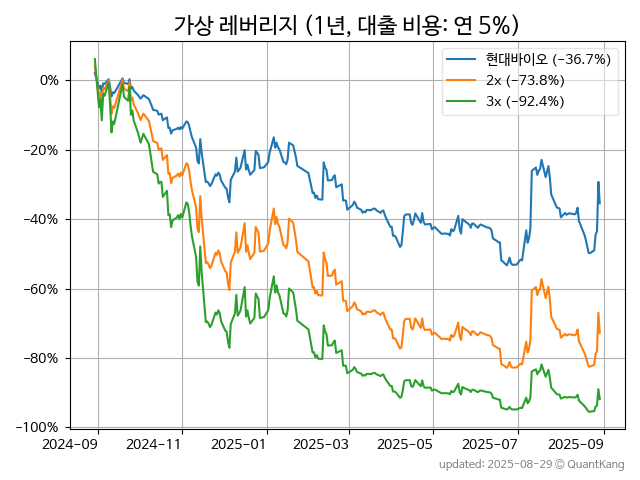 가상 레버리지 (1년, 대출 비용: 연 5%)
현대바이오 (−36.7%)
2x (−73.8%)
3x (−92.4%)
0%
−20%
−40%
−60%
−80%
−100%
2024-09 2024-11 2025-01 2025-03 2025-05 2025-07 2025-09
updated: 2025-08-29 © QuantKang